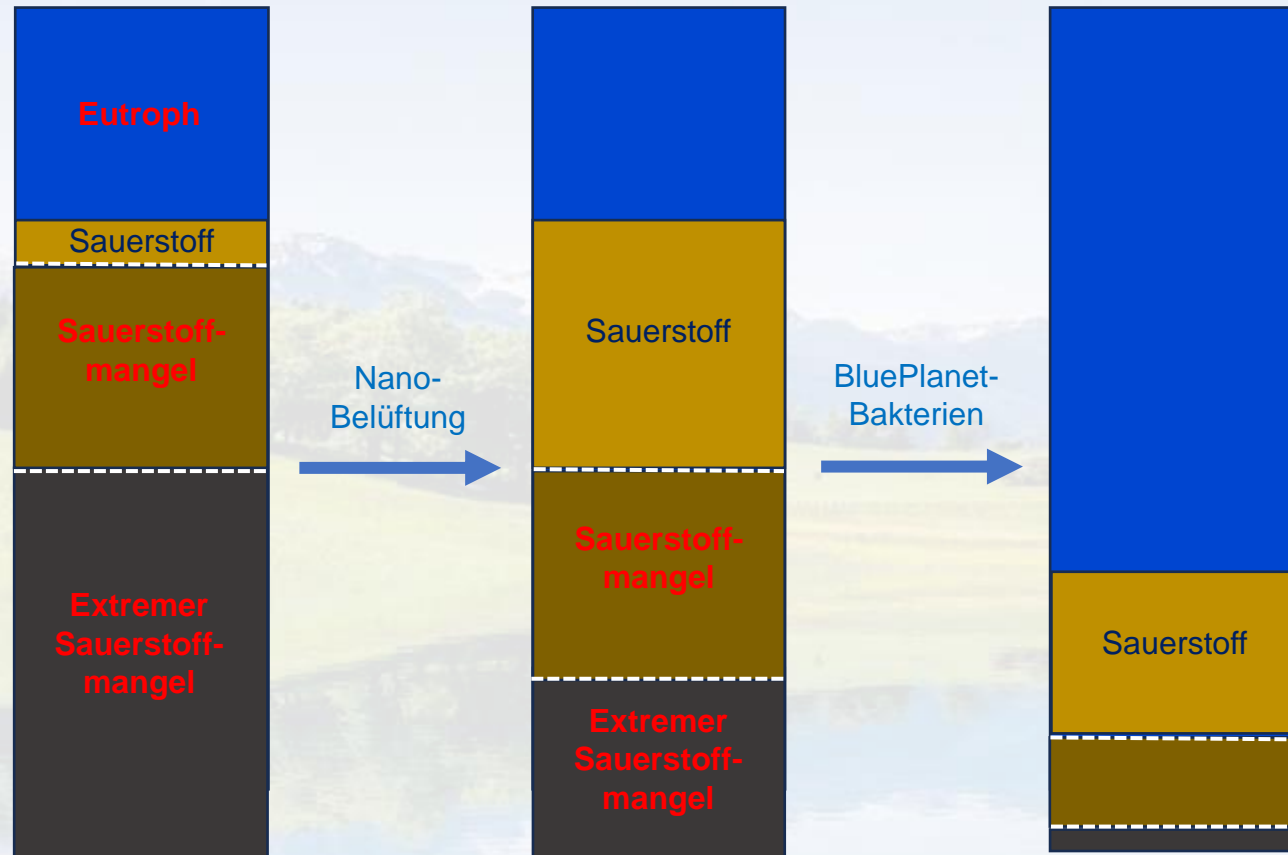 Eutroph
Sauerstoff
Sauerstoff-
mangel
Extremer
Sauerstoff-
mangel
Nano-
Belüftung
Sauerstoff
Sauerstoff-
mangel
Extremer
Sauerstoff-
mangel
BluePlanet-
Bakterien
Sauerstoff